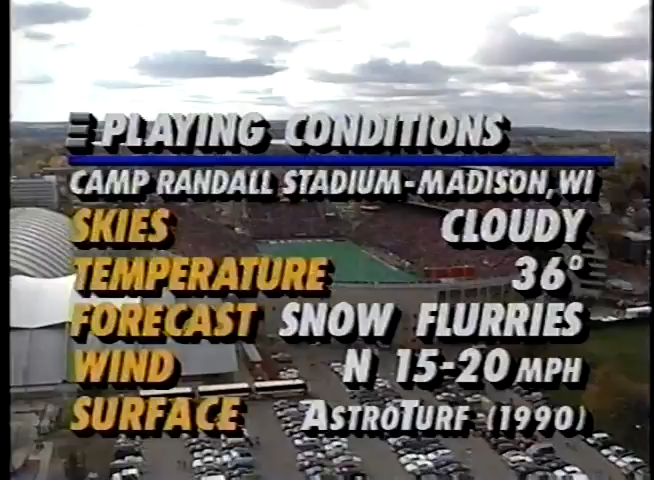 PLAYING CONDITIONS
CAMP RANDALL STADIUM-MADISON, WI
SKIES CLOUDY
TEMPERATURE 36°
FORECAST SNOW FLURRIES
WIND N 15-20 MPH
SURFACE ASTROTURF (1990)